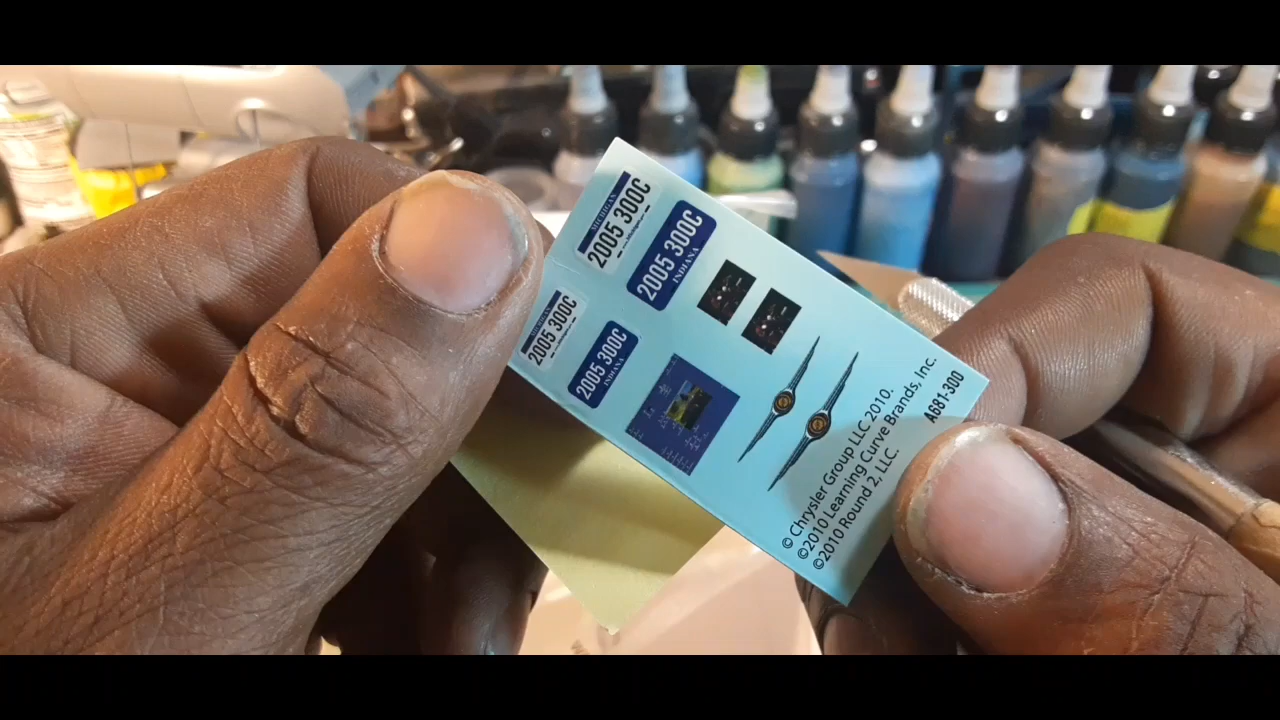 MICHIGAN
2005 300C
2005 300C
INDIANA
2005 300C
2005 300C
INDIANA
© Chrysler Group LLC 2010.
©2010 Learning Curve Brands, Inc.
©2010 Round 2, LLC.
A681-300